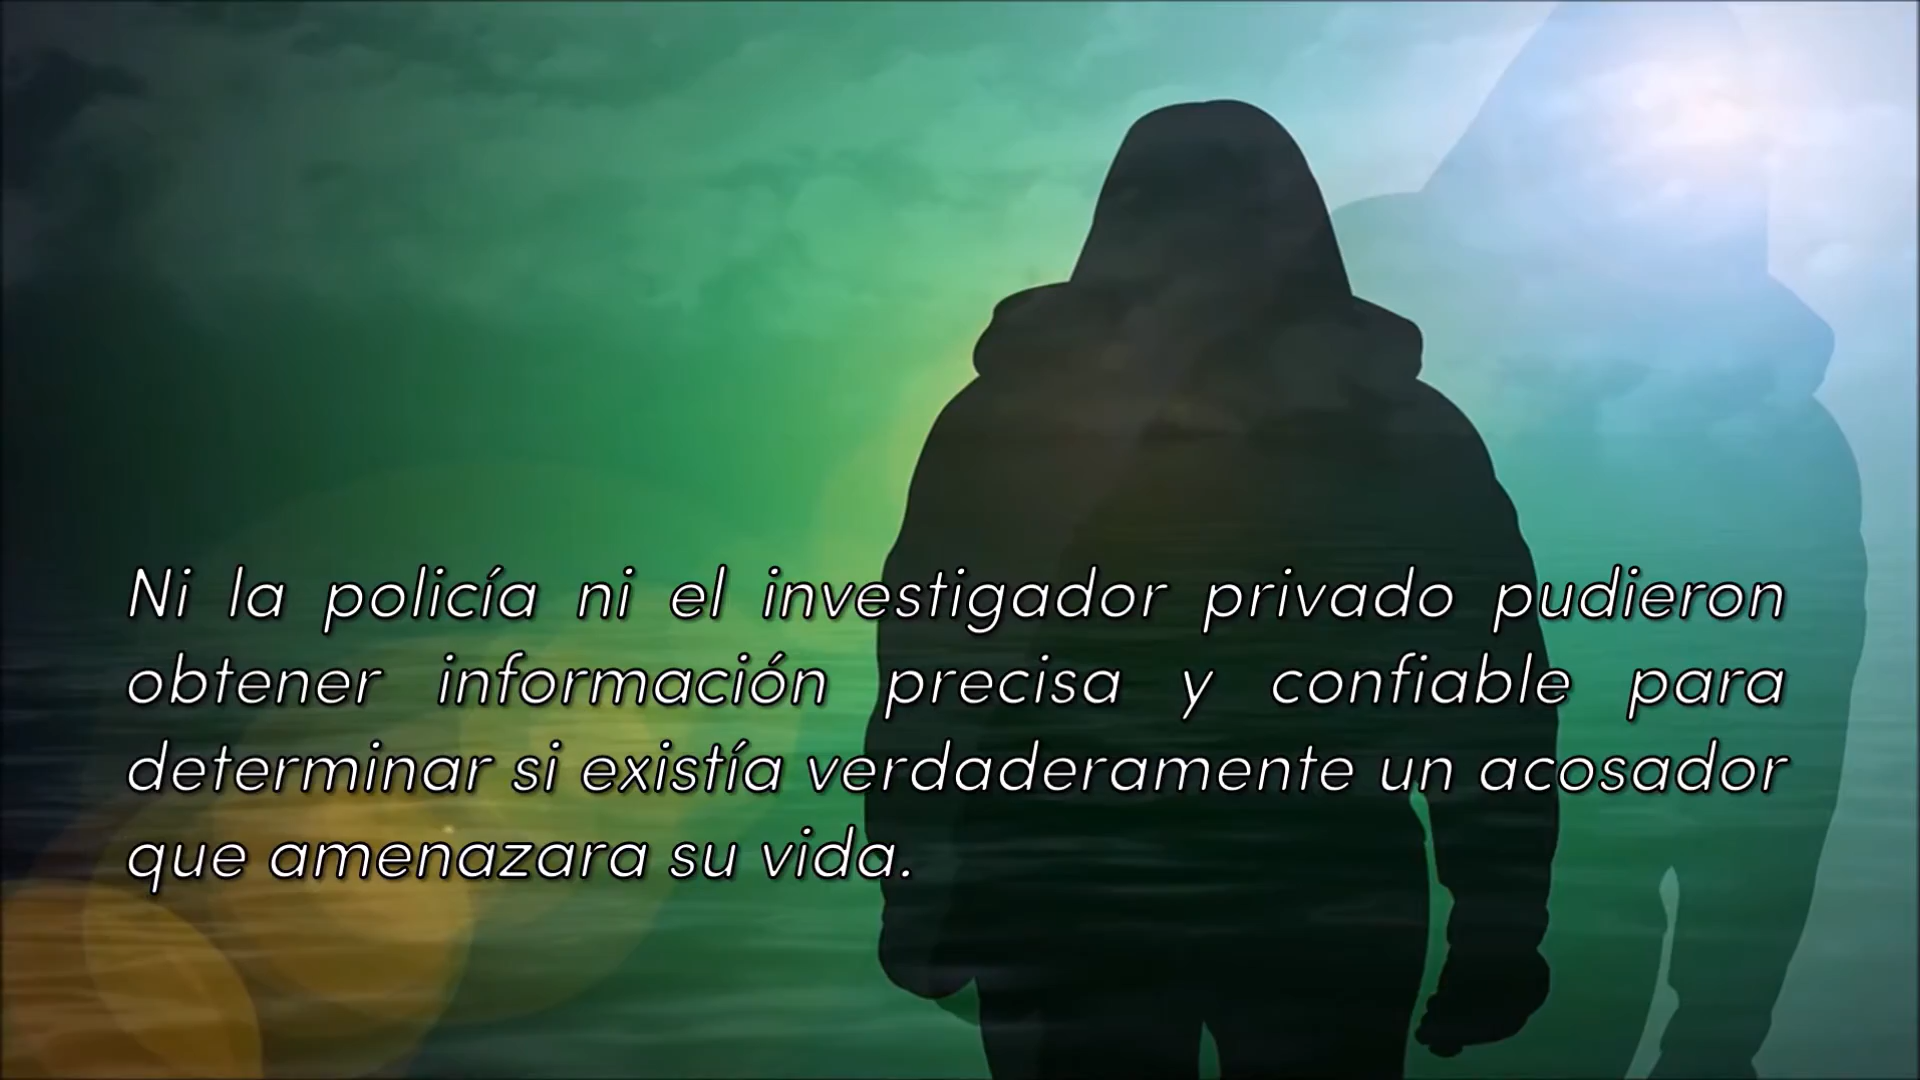 Ni la policía ni el investigador privado pudieron
obtener información precisa y confiable para
determinar si existía verdaderamente un acosador
que amenazara su vida.